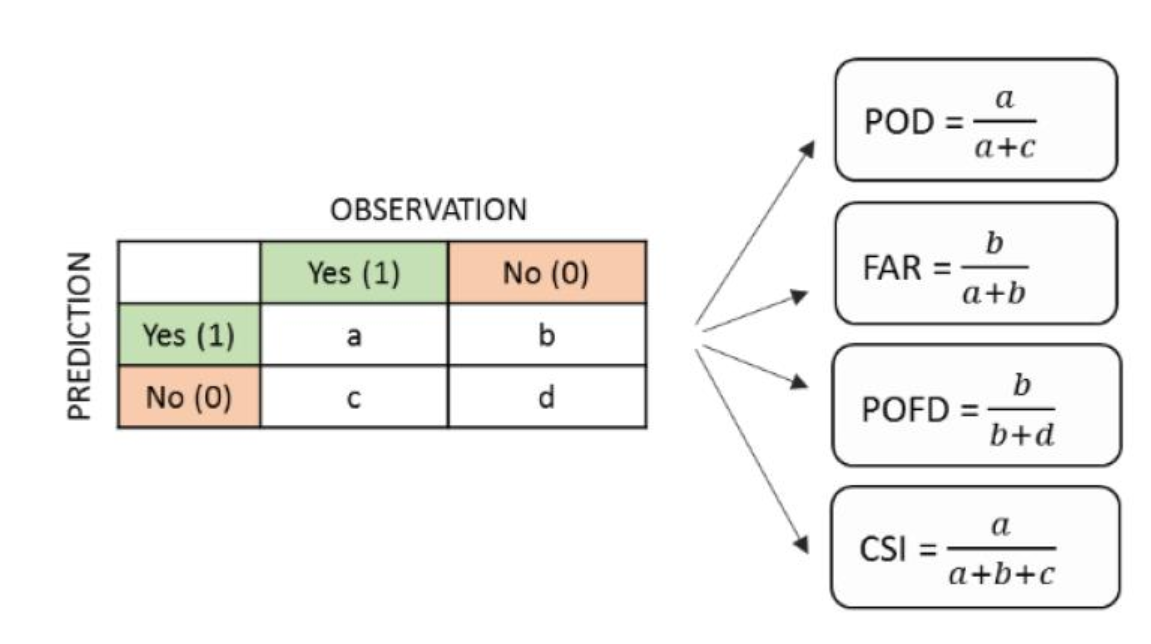 OBSERVATION
PREDICTION
Yes (1) No (0)
Yes (1) a b
No (0) c d
POD = a/a+c
FAR = b/a+b
POFD = b/b+d
CSI = a/a+b+c